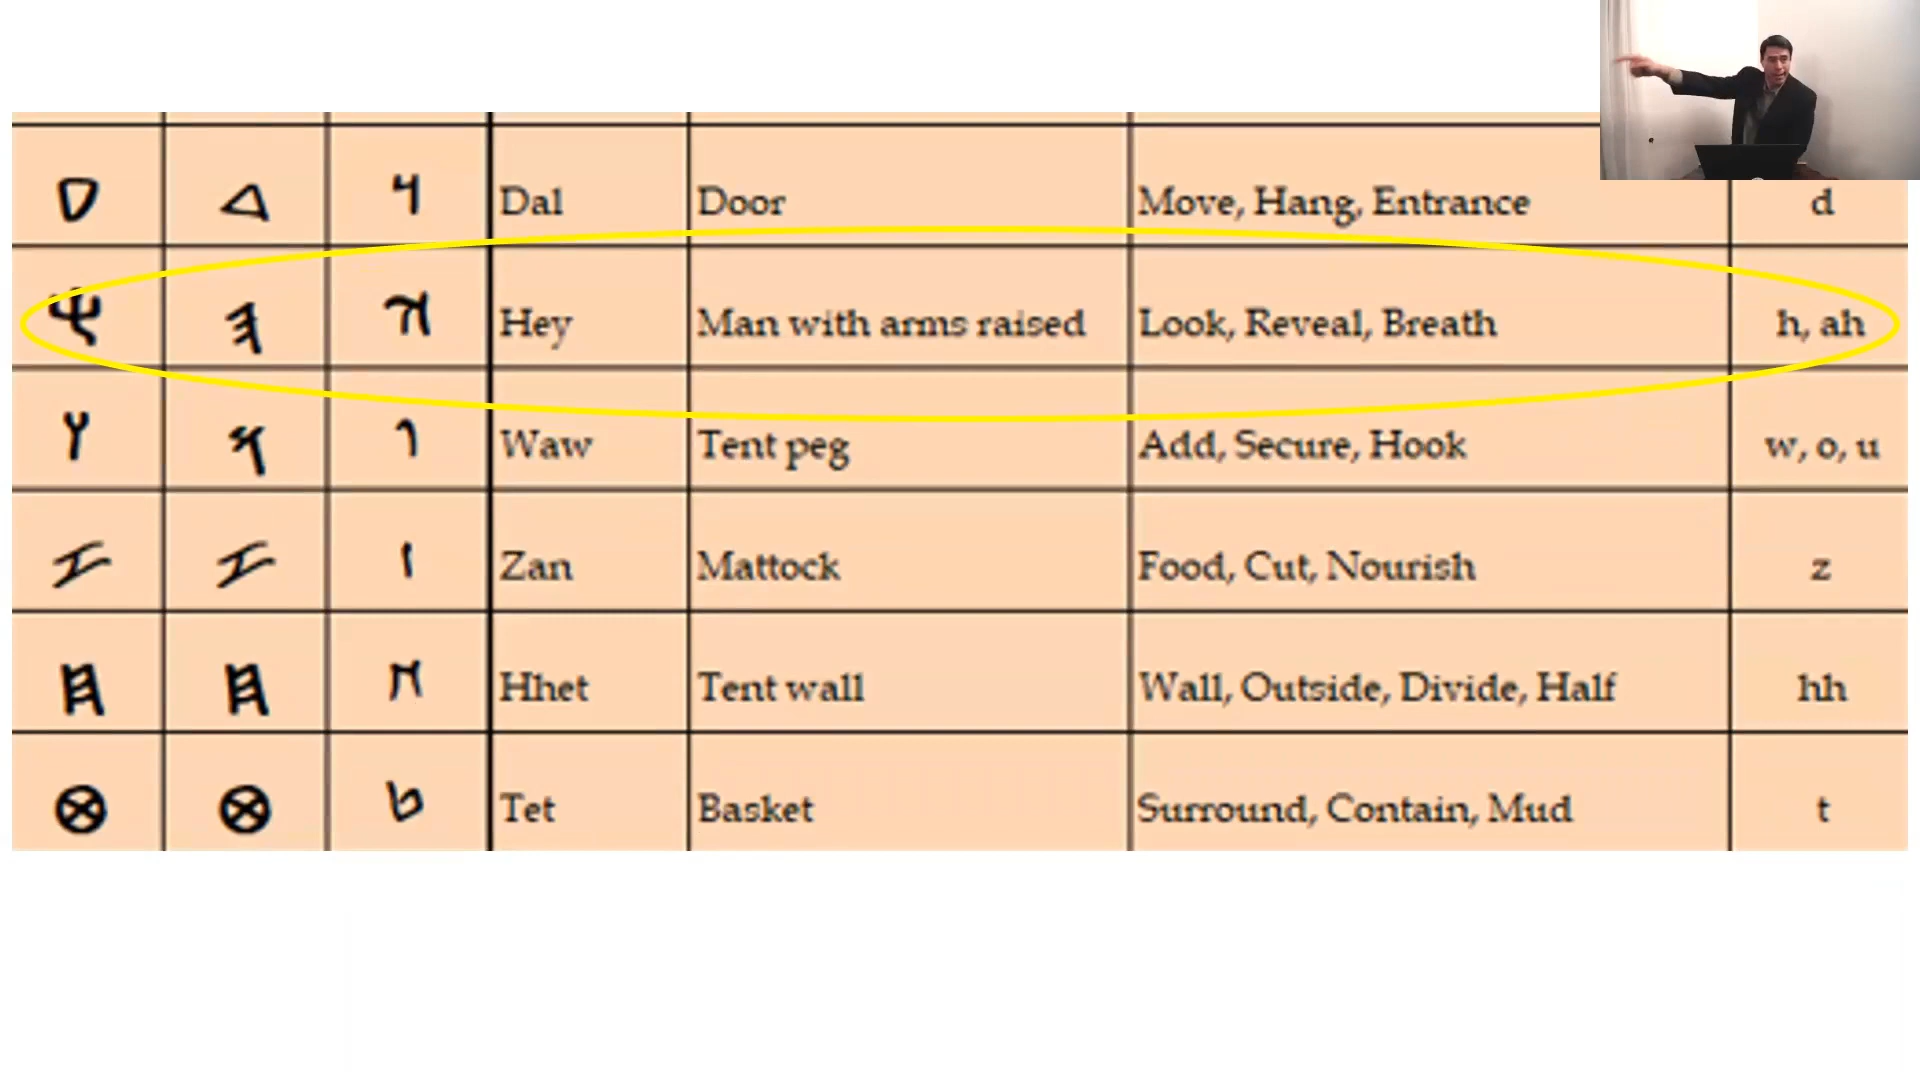 Dal Door Move, Hang, Entrance d
Hey Man with arms raised Look, Reveal, Breath h, ah
Waw Tent peg Add, Secure, Hook w, o, u
Zan Mattock Food, Cut, Nourish z
Hhet Tent wall Wall, Outside, Divide, Half hh
Tet Basket Surround, Contain, Mud t